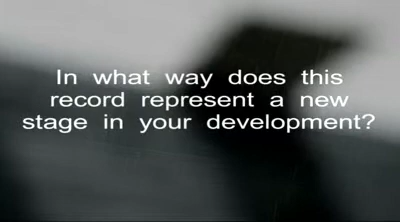 In what way does this
record represent a new
stage in your development?